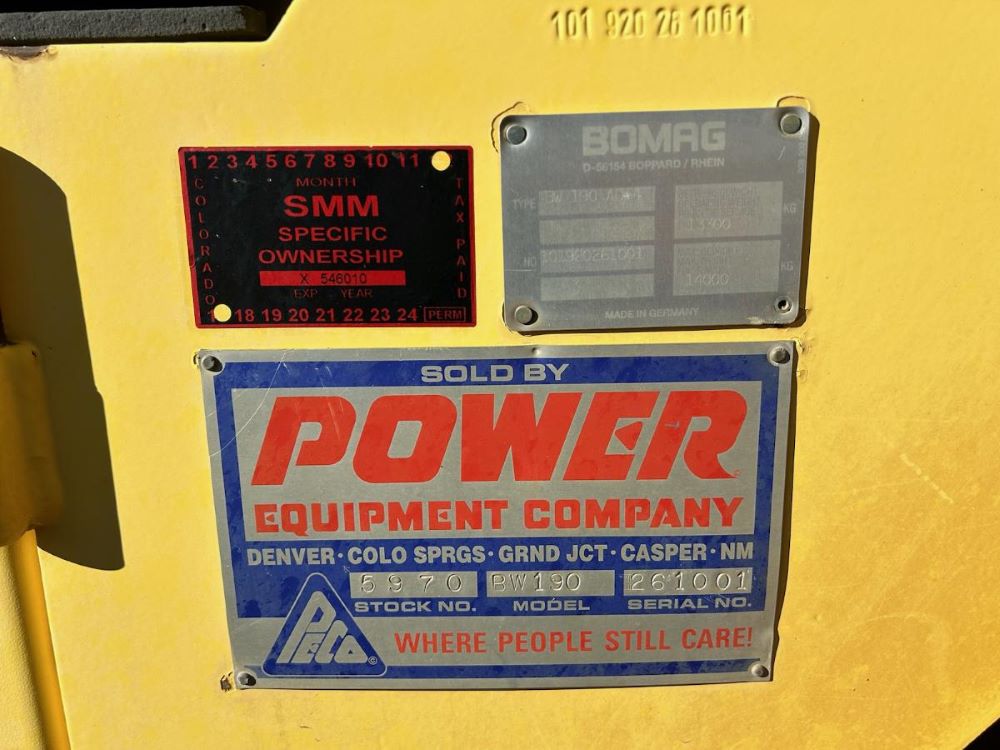 101 920 26 1001
1 2 3 4 5 6 7 8 9 10 11
MONTH
COLORADO
TAX PAID
SMM
SPECIFIC
OWNERSHIP
X 546010
EXP YEAR
18 19 20 21 22 23 24 PERM
BOMAG
D-56154 BOPPARD / RHEIN
TYPE BW 190 AD-4
KG
13300
NO 101920261001
KG
14000
MADE IN GERMANY
SOLD BY
POWER
EQUIPMENT COMPANY
DENVER · COLO SPRGS · GRND JCT · CASPER · NM
5970 BW190 261001
STOCK NO. MODEL SERIAL NO.
PECO ©
WHERE PEOPLE STILL CARE!